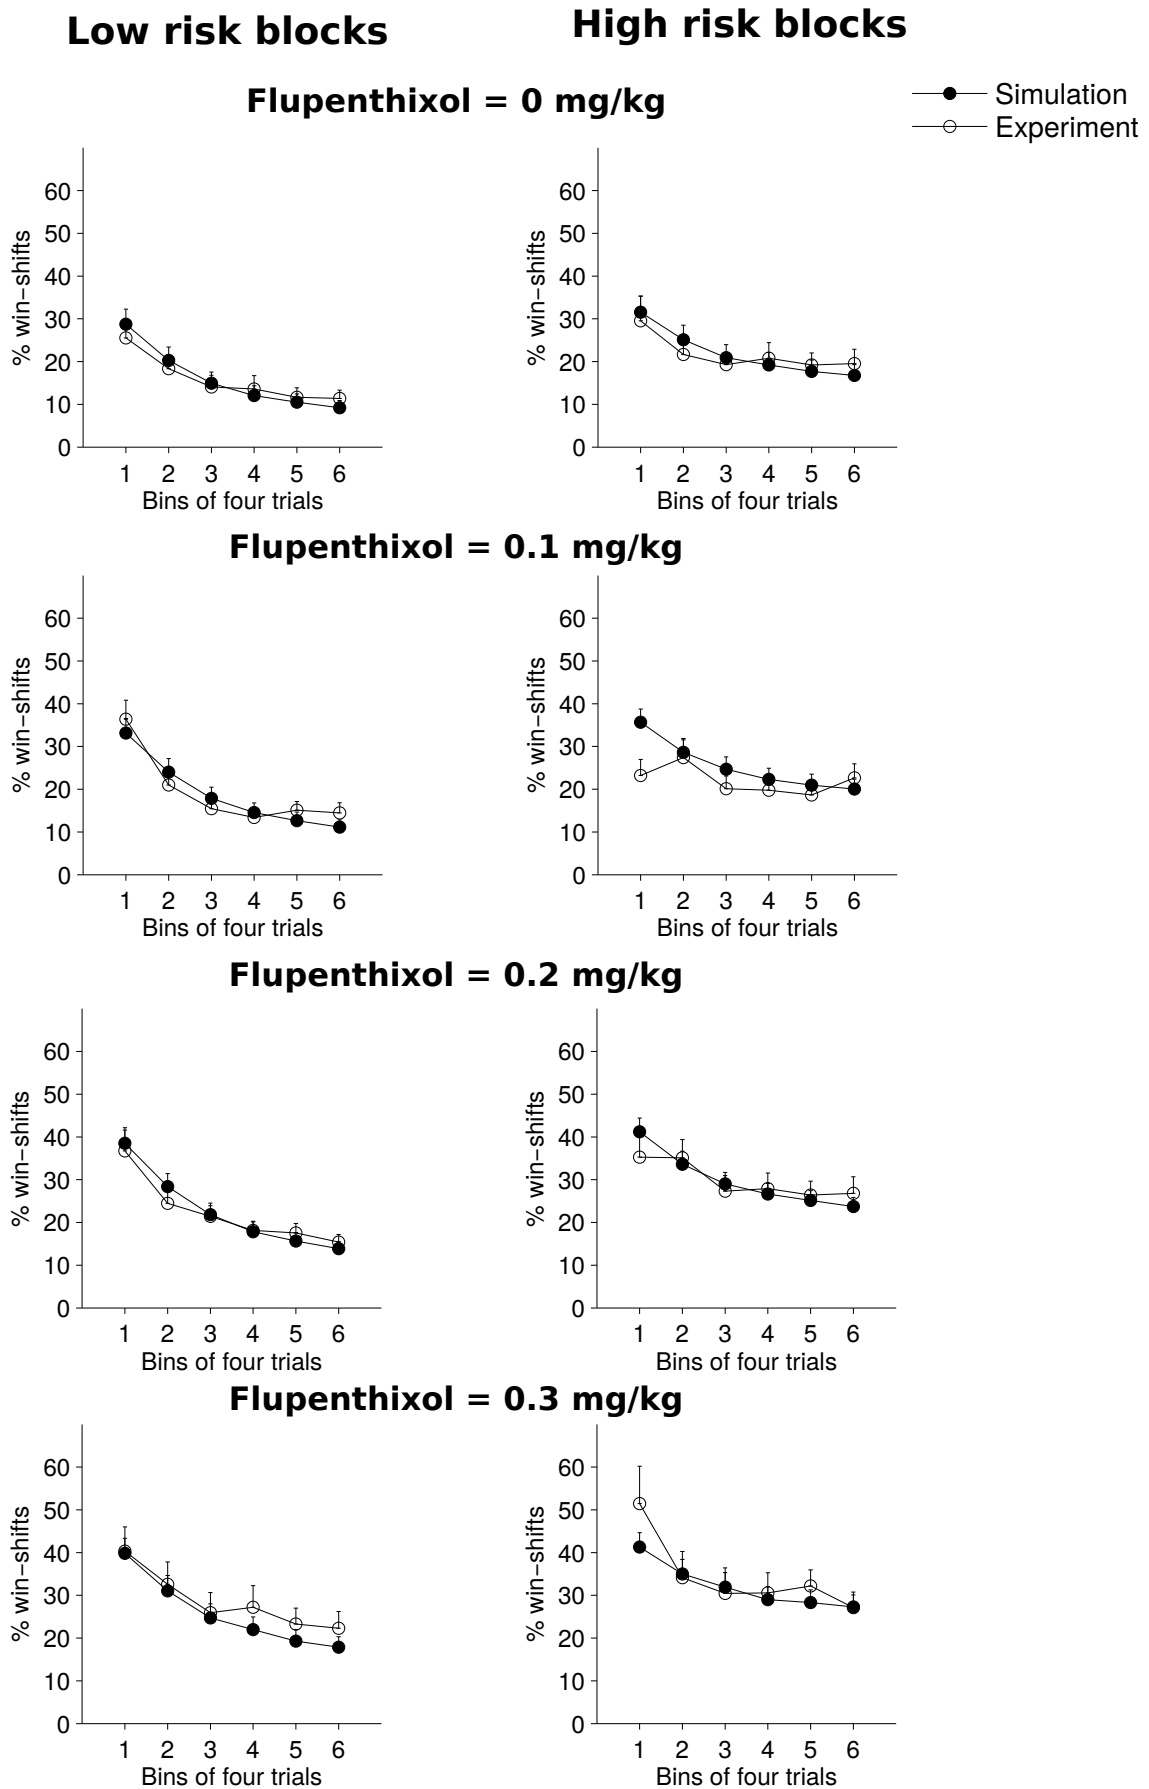 Low risk blocks
High risk blocks
Flupenthixol = 0 mg/kg
Simulation
Experiment
% win−shifts
60
50
40
30
20
10
0
1 2 3 4 5 6
Bins of four trials
% win−shifts
60
50
40
30
20
10
0
1 2 3 4 5 6
Bins of four trials
Flupenthixol = 0.1 mg/kg
% win−shifts
60
50
40
30
20
10
0
1 2 3 4 5 6
Bins of four trials
% win−shifts
60
50
40
30
20
10
0
1 2 3 4 5 6
Bins of four trials
Flupenthixol = 0.2 mg/kg
% win−shifts
60
50
40
30
20
10
0
1 2 3 4 5 6
Bins of four trials
% win−shifts
60
50
40
30
20
10
0
1 2 3 4 5 6
Bins of four trials
Flupenthixol = 0.3 mg/kg
% win−shifts
60
50
40
30
20
10
0
1 2 3 4 5 6
Bins of four trials
% win−shifts
60
50
40
30
20
10
0
1 2 3 4 5 6
Bins of four trials